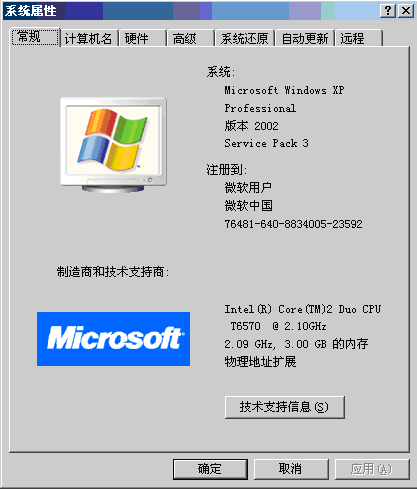 系统属性
常规 计算机名 硬件 高级 系统还原 自动更新 远程
系统:
Microsoft Windows XP
Professional
版本 2002
Service Pack 3
注册到:
微软用户
微软中国
76481-640-8834005-23592
制造商和技术支持商:
Microsoft
Intel(R) Core(TM)2 Duo CPU
T6570 @ 2.10GHz
2.09 GHz, 3.00 GB 的内存
物理地址扩展
技术支持信息(S)
确定 取消 应用(A)